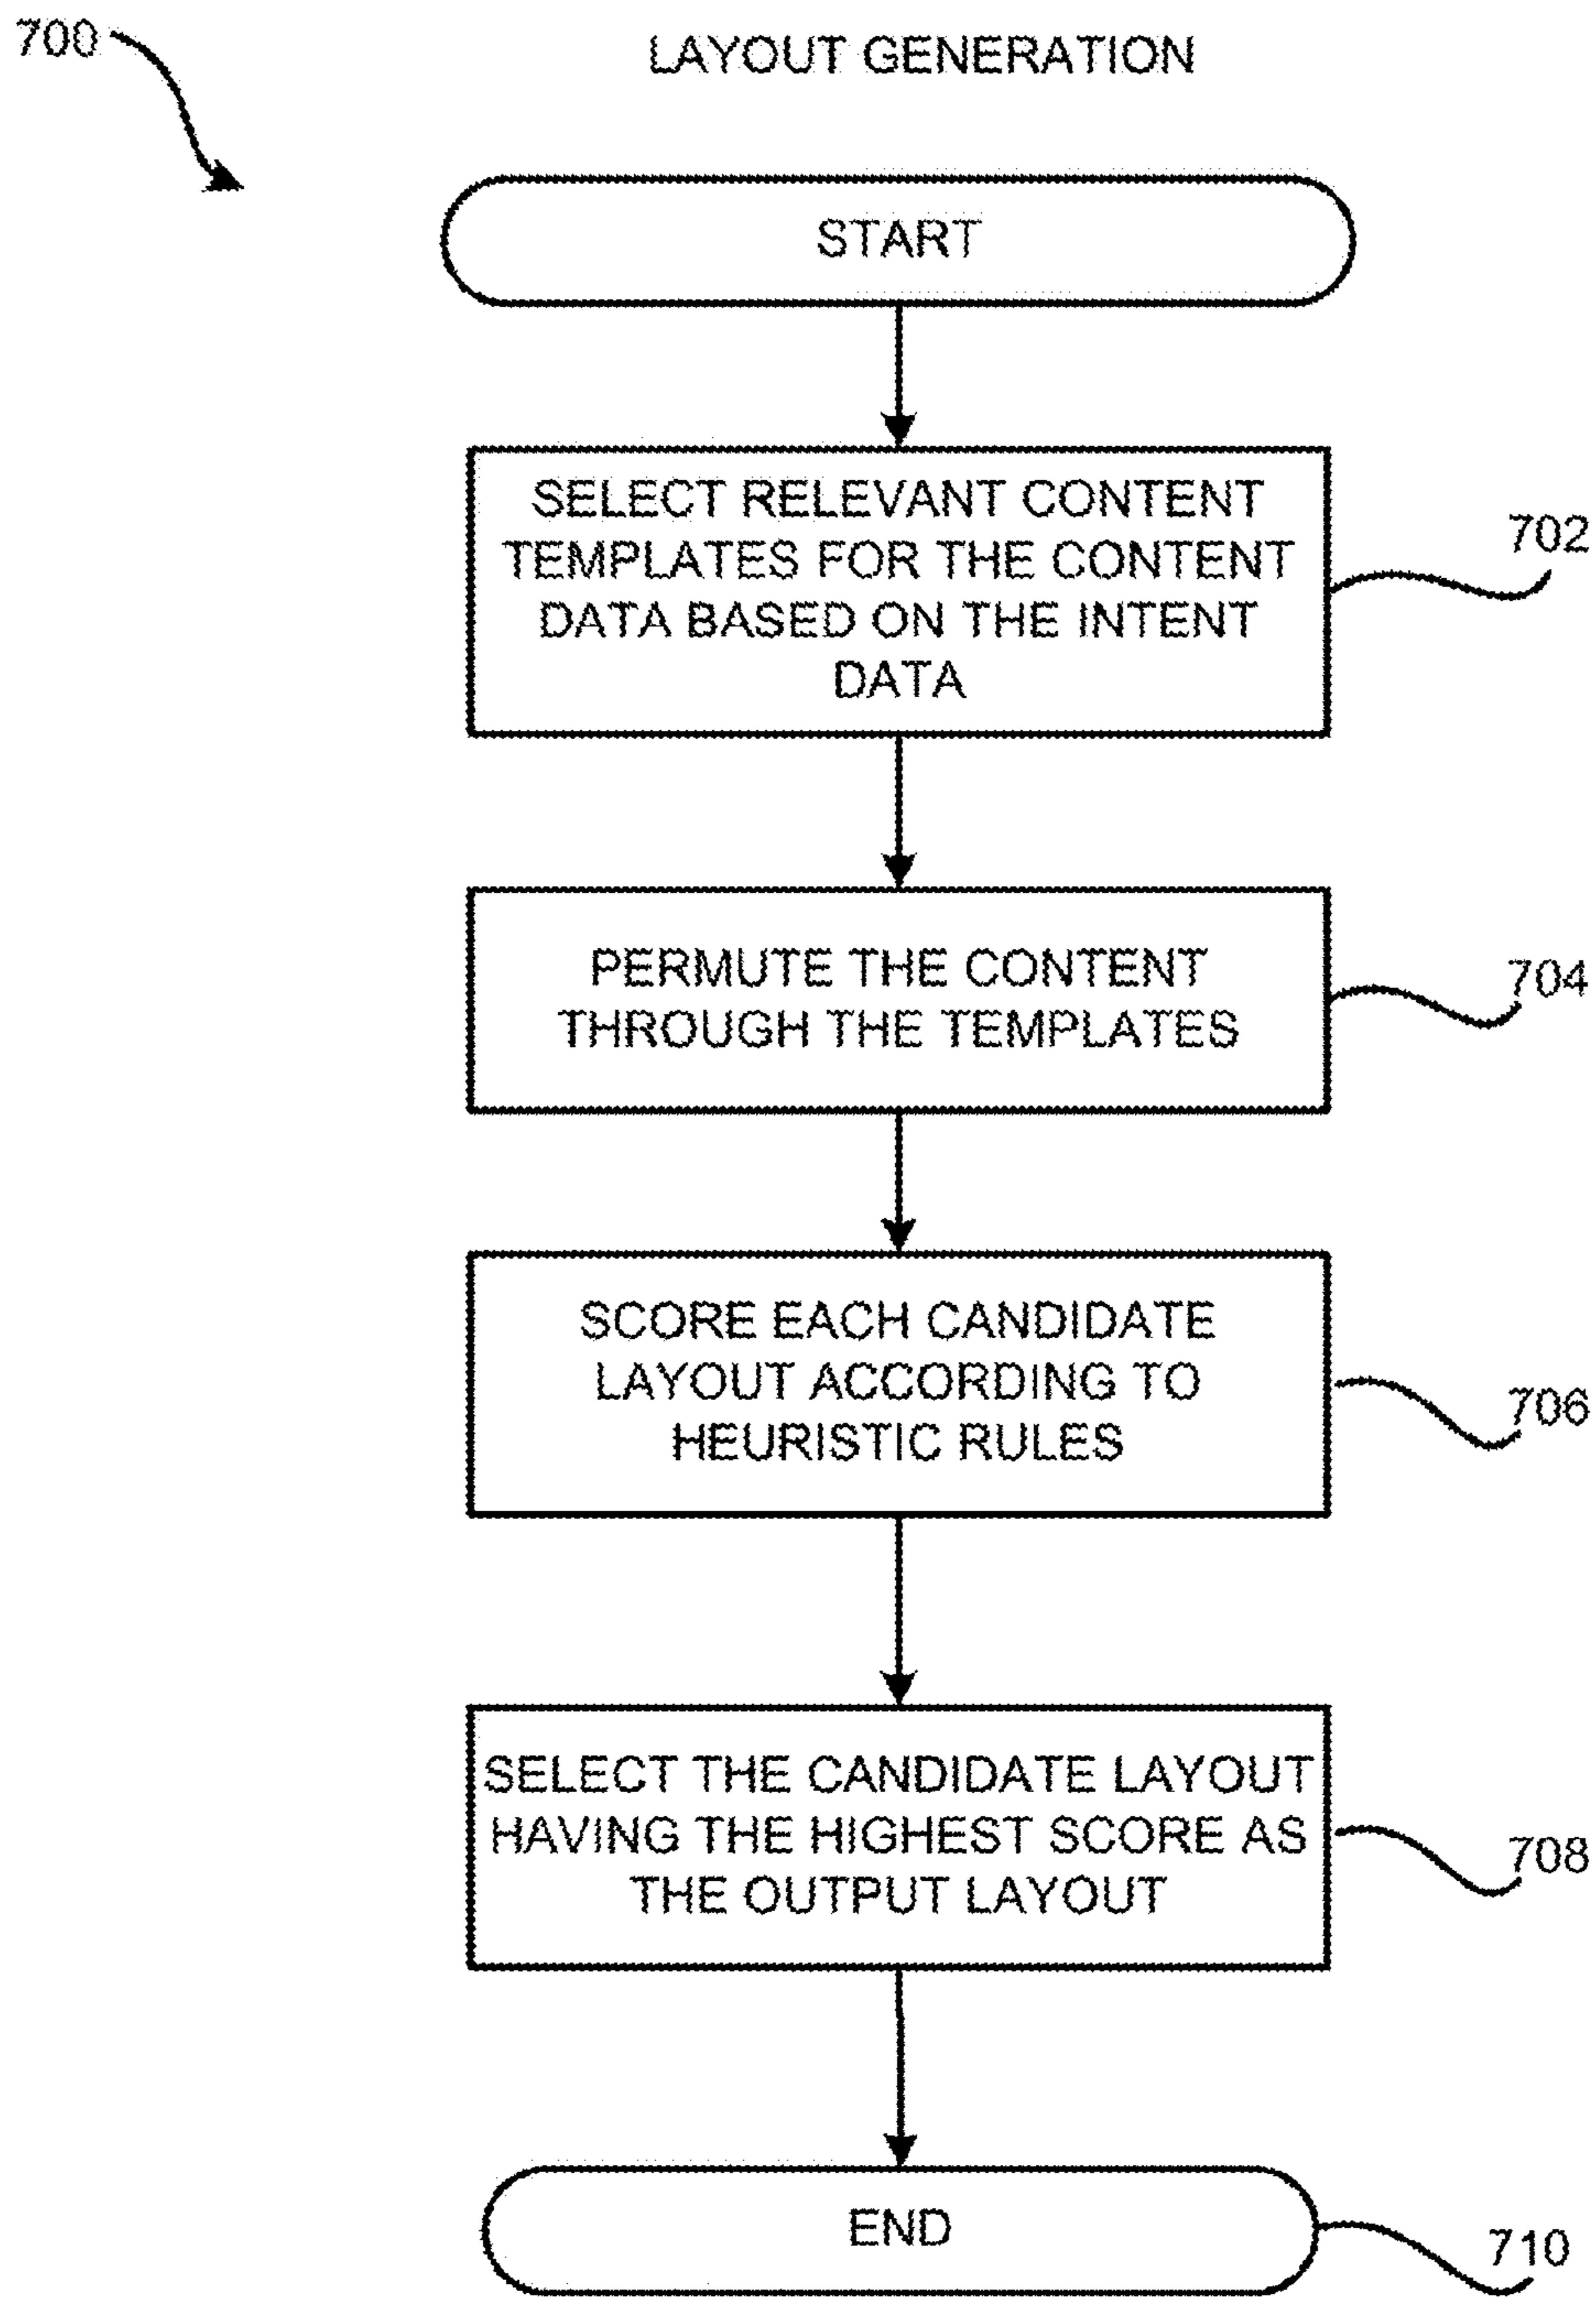 700
LAYOUT GENERATION
START
SELECT RELEVANT CONTENT
TEMPLATES FOR THE CONTENT
DATA BASED ON THE INTENT
DATA
702
PERMUTE THE CONTENT
THROUGH THE TEMPLATES
704
SCORE EACH CANDIDATE
LAYOUT ACCORDING TO
HEURISTIC RULES
706
SELECT THE CANDIDATE LAYOUT
HAVING THE HIGHEST SCORE AS
THE OUTPUT LAYOUT
708
END
710